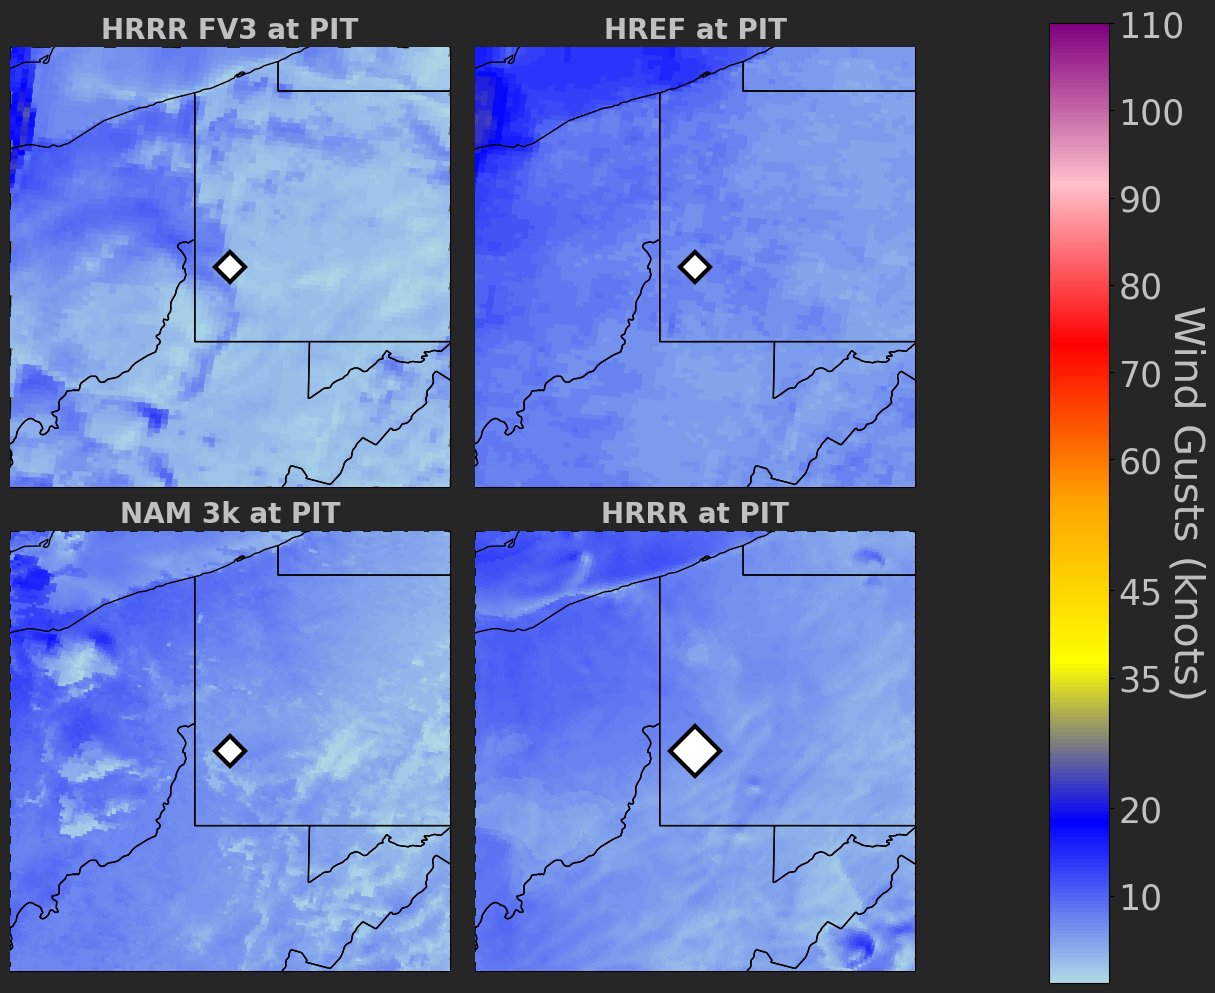 HRRR FV3 at PIT
HREF at PIT
NAM 3k at PIT
HRRR at PIT
110
100
90
80
70
60
45
35
20
10
Wind Gusts (knots)